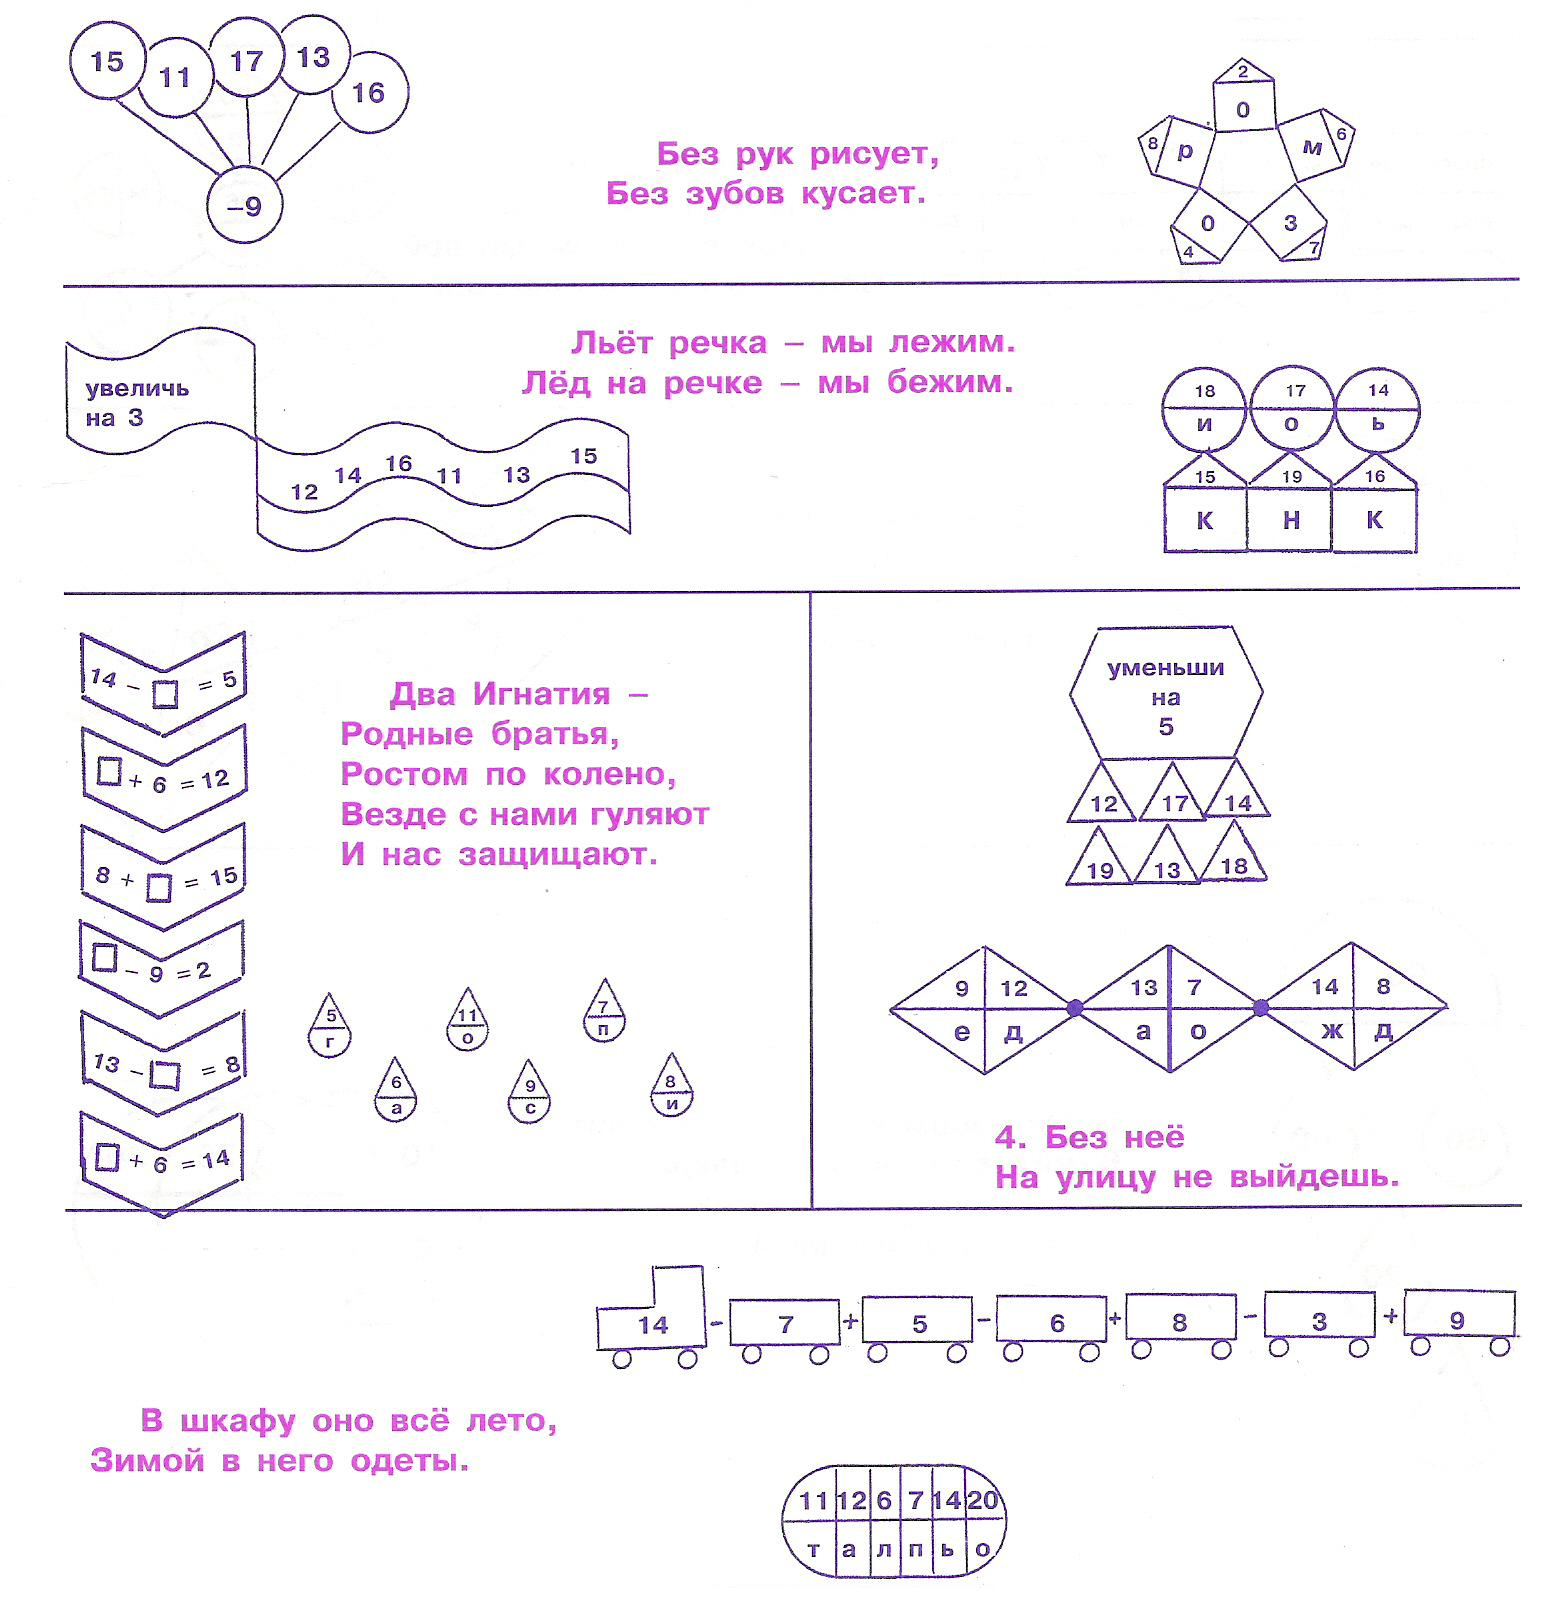 15 11 17 13 16
–9
Без рук рисует,
Без зубов кусает.
2
0
8 р
м 6
0
4
3
7
увеличь
на 3
12 14 16 11 13 15
Льёт речка – мы лежим.
Лёд на речке – мы бежим.
18 17 14
и о ь
15 19 16
К Н К
14 – □ = 5
□ + 6 = 12
8 + □ = 15
□ – 9 = 2
13 – □ = 8
□ + 6 = 14
Два Игнатия –
Родные братья,
Ростом по колено,
Везде с нами гуляют
И нас защищают.
5 11 7
г о п
6 9 8
а с и
уменьши
на
5
12 17 14
19 13 18
9 12 13 7 14 8
е д а о ж д
4. Без неё
На улицу не выйдешь.
14 – 7 + 5 – 6 + 8 – 3 + 9
В шкафу оно всё лето,
Зимой в него одеты.
11 12 6 7 14 20
т а л п ь о